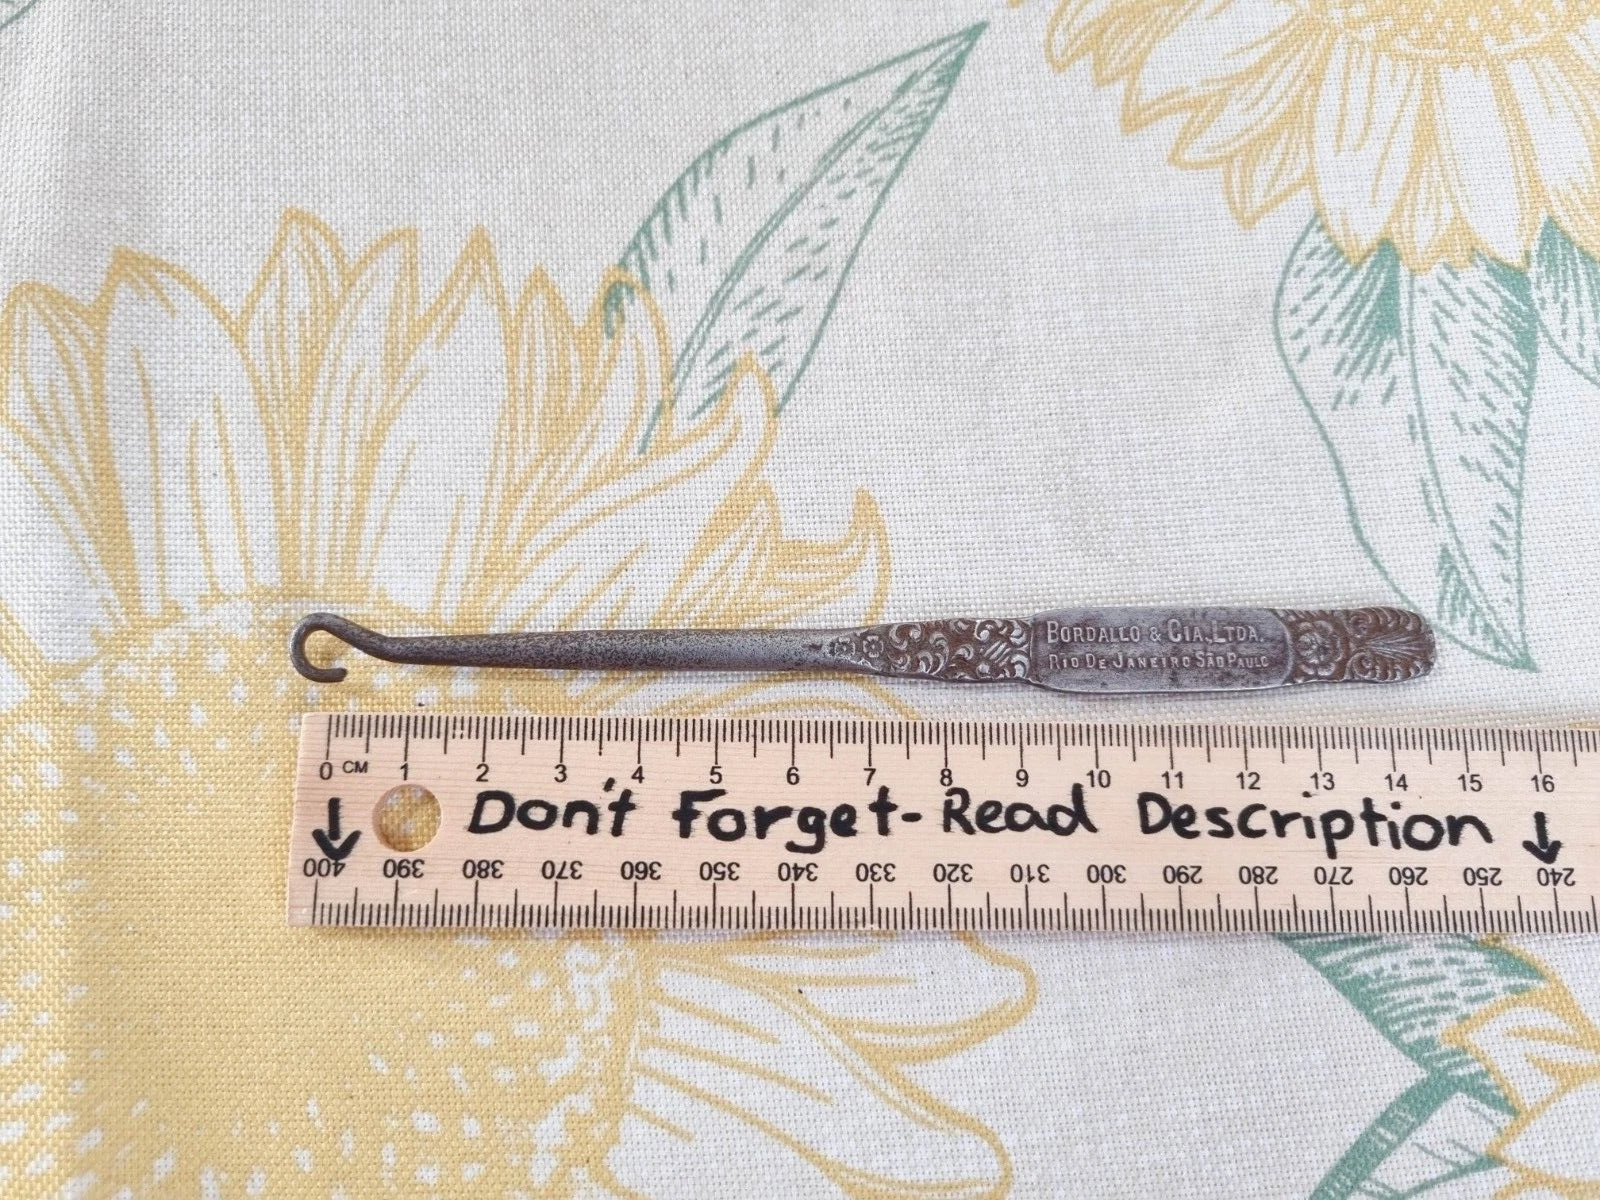 BORDALLO & CIA. LTDA.
RIO DE JANEIRO SÃO PAULO
0 CM 1 2 3 4 5 6 7 8 9 10 11 12 13 14 15 16
Don't Forget-Read Description
400 390 380 370 360 350 340 330 320 310 300 290 280 270 260 250 240